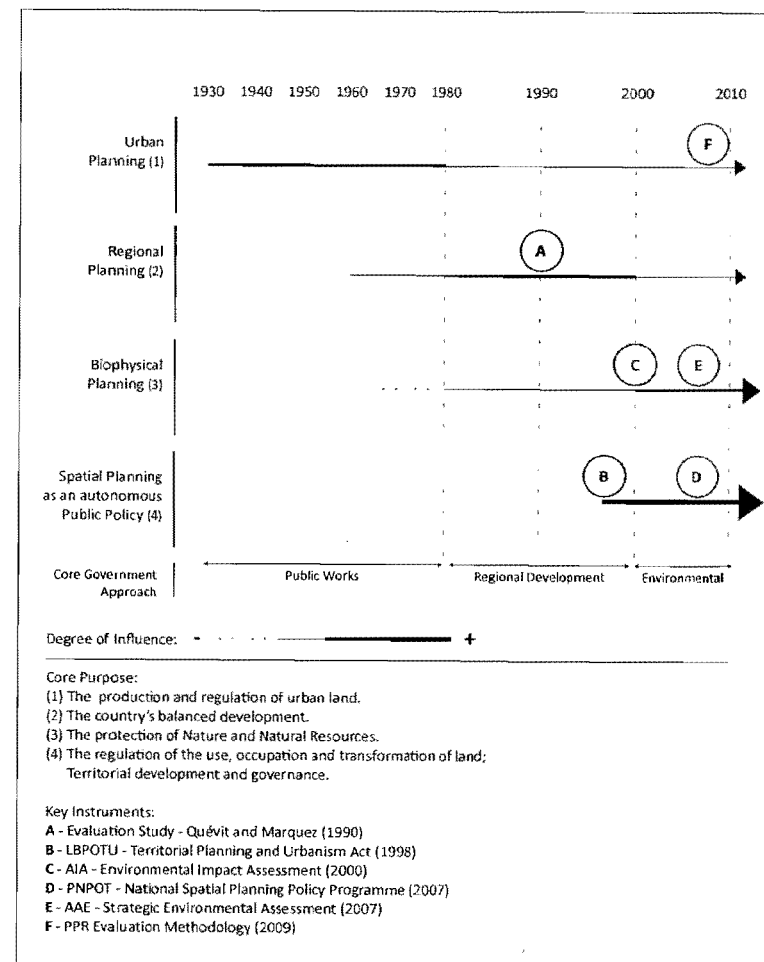 1930 1940 1950 1960 1970 1980 1990 2000 2010
Urban
Planning (1)
F
Regional
Planning (2)
A
Biophysical
Planning (3)
C E
Spatial Planning
as an autonomous
Public Policy (4)
B D
Core Government
Approach
Public Works Regional Development Environmental
Degree of Influence: - +
Core Purpose:
(1) The production and regulation of urban land.
(2) The country's balanced development.
(3) The protection of Nature and Natural Resources.
(4) The regulation of the use, occupation and transformation of land;
Territorial development and governance.
Key Instruments:
A - Evaluation Study - Quévit and Marquez (1990)
B - LBPOTU - Territorial Planning and Urbanism Act (1998)
C - AIA - Environmental Impact Assessment (2000)
D - PNPOT - National Spatial Planning Policy Programme (2007)
E - AAE - Strategic Environmental Assessment (2007)
F - PPR Evaluation Methodology (2009)